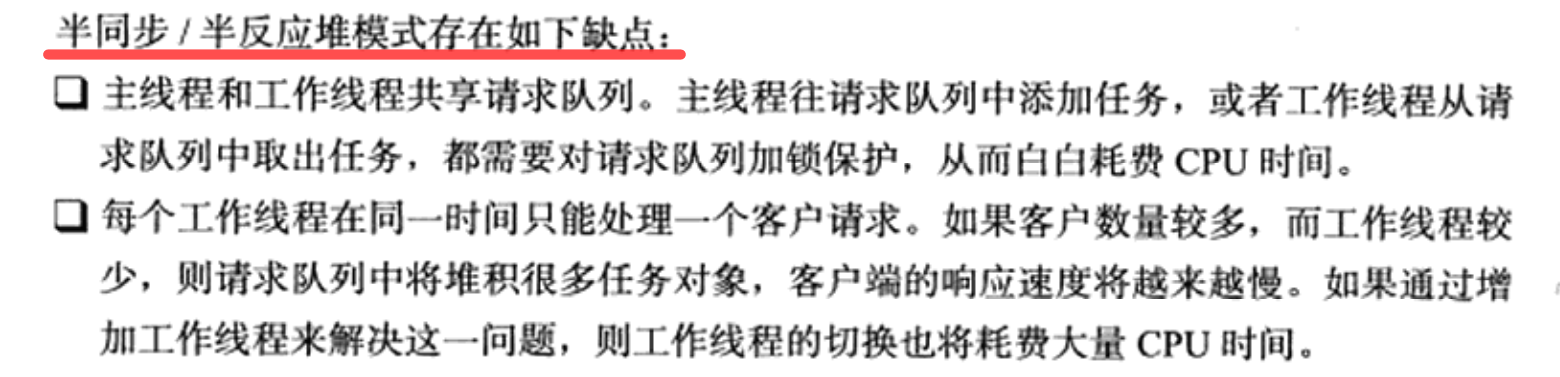 半同步 / 半反应堆模式存在如下缺点：
❏ 主线程和工作线程共享请求队列。主线程往请求队列中添加任务，或者工作线程从请
求队列中取出任务，都需要对请求队列加锁保护，从而白白耗费 CPU 时间。
❏ 每个工作线程在同一时间只能处理一个客户请求。如果客户数量较多，而工作线程较
少，则请求队列中将堆积很多任务对象，客户端的响应速度将越来越慢。如果通过增
加工作线程来解决这一问题，则工作线程的切换也将耗费大量 CPU 时间。